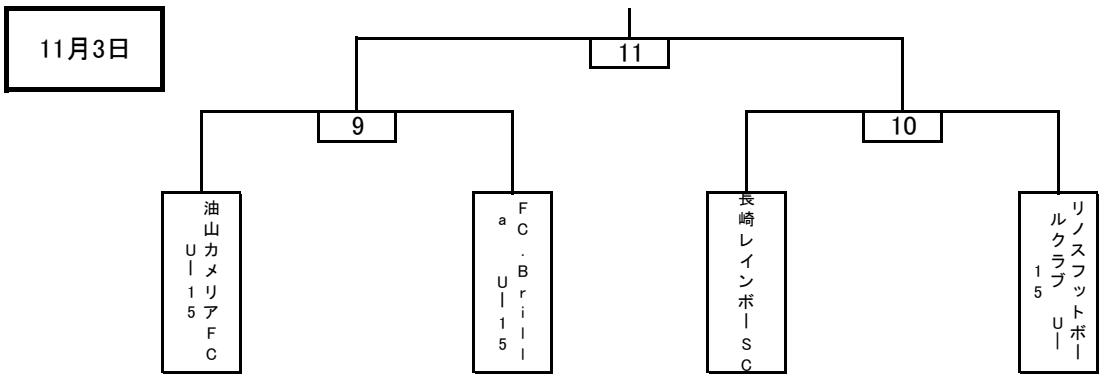 11月3日
11
9
10
油山カメリアFC
U-15
FC.Brill
a U-15
長崎レインボーSC
リノスフットボー
ルクラブ U-
15